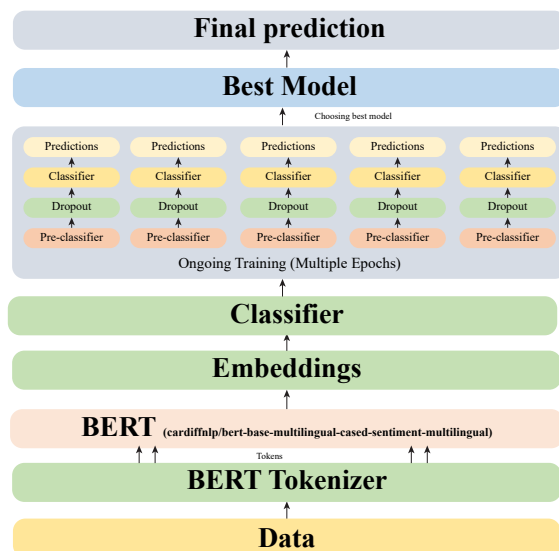 Final prediction
Best Model
Choosing best model
Predictions Predictions Predictions Predictions Predictions
Classifier Classifier Classifier Classifier Classifier
Dropout Dropout Dropout Dropout Dropout
Pre-classifier Pre-classifier Pre-classifier Pre-classifier Pre-classifier
Ongoing Training (Multiple Epochs)
Classifier
Embeddings
BERT (cardiffnlp/bert-base-multilingual-cased-sentiment-multilingual)
Tokens
BERT Tokenizer
Data